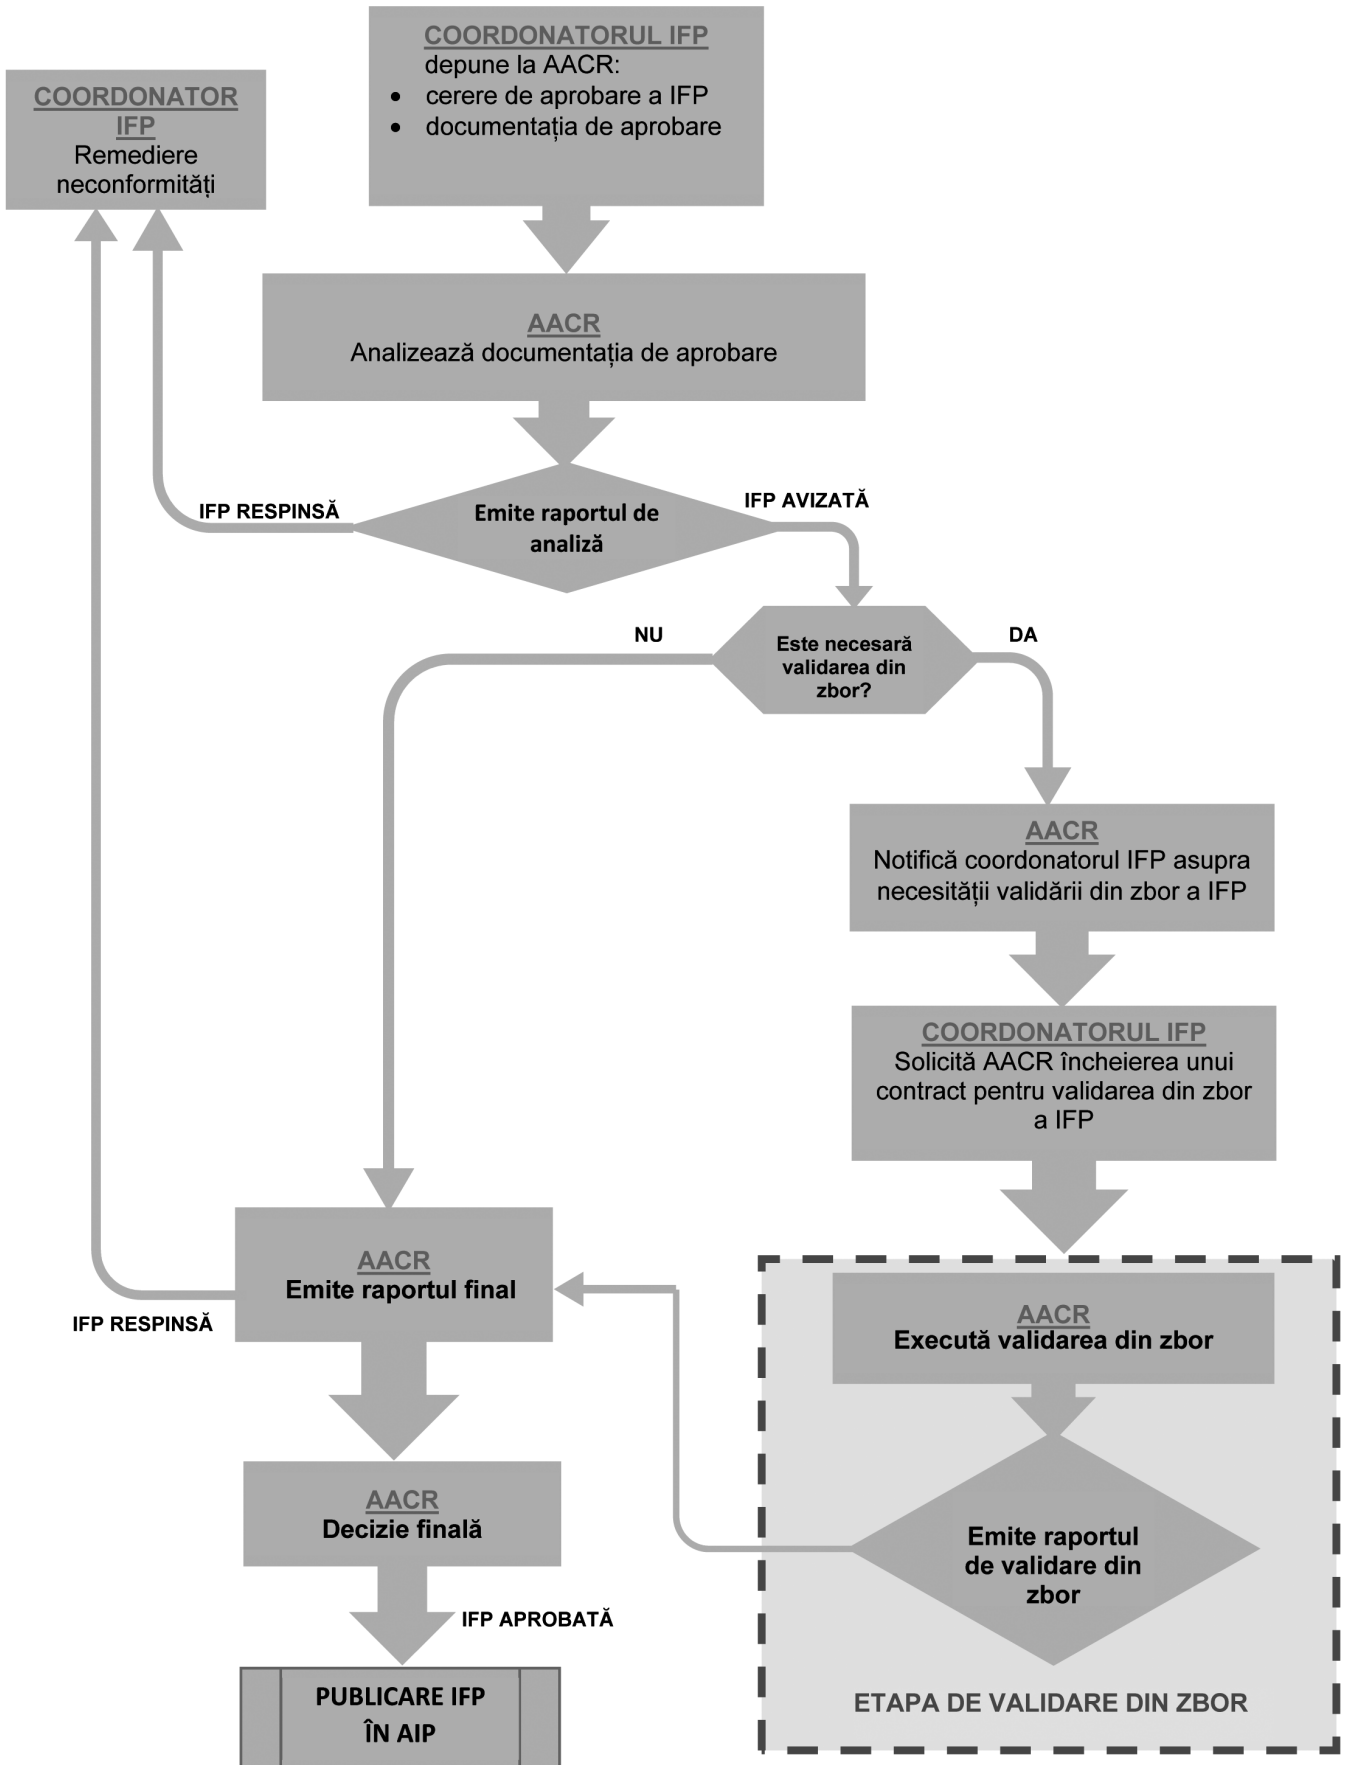 COORDONATORUL IFP
depune la AACR:
• cerere de aprobare a IFP
• documentația de aprobare
COORDONATOR
IFP
Remediere
neconformități
AACR
Analizează documentația de aprobare
IFP RESPINSĂ
Emite raportul de
analiză
IFP AVIZATĂ
NU
Este necesară
validarea din
zbor?
DA
AACR
Notifică coordonatorul IFP asupra
necesității validării din zbor a IFP
COORDONATORUL IFP
Solicită AACR încheierea unui
contract pentru validarea din zbor
a IFP
AACR
Emite raportul final
IFP RESPINSĂ
AACR
Execută validarea din zbor
Emite raportul
de validare din
zbor
ETAPA DE VALIDARE DIN ZBOR
AACR
Decizie finală
IFP APROBATĂ
PUBLICARE IFP
ÎN AIP